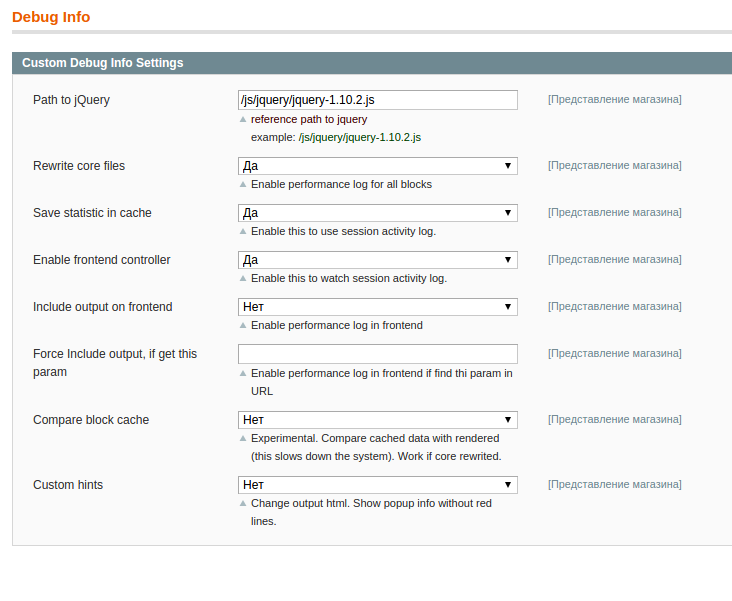 Debug Info
Custom Debug Info Settings
Path to jQuery
/js/jquery/jquery-1.10.2.js
[Представление магазина]
reference path to jquery
example: /js/jquery/jquery-1.10.2.js
Rewrite core files
Да
[Представление магазина]
Enable performance log for all blocks
Save statistic in cache
Да
[Представление магазина]
Enable this to use session activity log.
Enable frontend controller
Да
[Представление магазина]
Enable this to watch session activity log.
Include output on frontend
Нет
[Представление магазина]
Enable performance log in frontend
Force Include output, if get this
param
[Представление магазина]
Enable performance log in frontend if find thi param in
URL
Compare block cache
Нет
[Представление магазина]
Experimental. Compare cached data with rendered
(this slows down the system). Work if core rewrited.
Custom hints
Нет
[Представление магазина]
Change output html. Show popup info without red
lines.